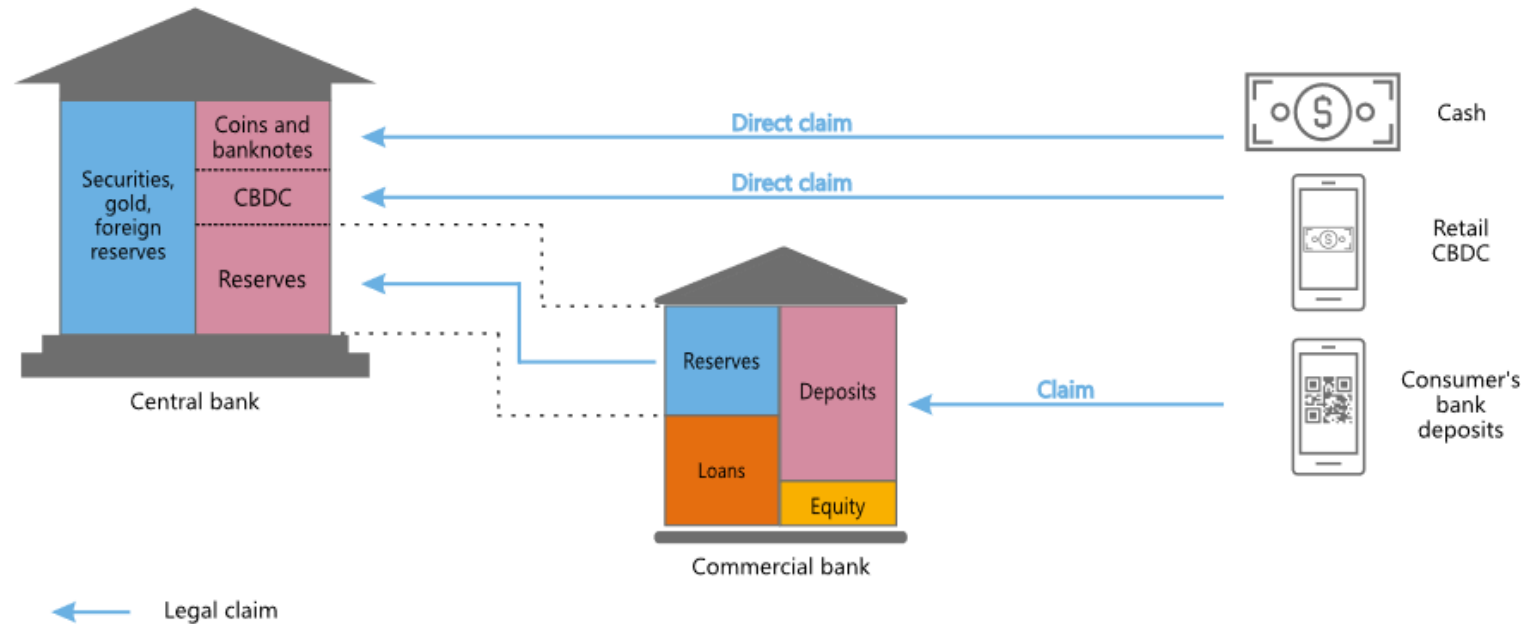 Coins and
banknotes
Securities,
gold,
foreign
reserves
CBDC
Reserves
Central bank
Direct claim
Direct claim
Reserves
Deposits
Loans
Equity
Commercial bank
Claim
$
Cash
$
Retail
CBDC
Consumer's
bank
deposits
Legal claim